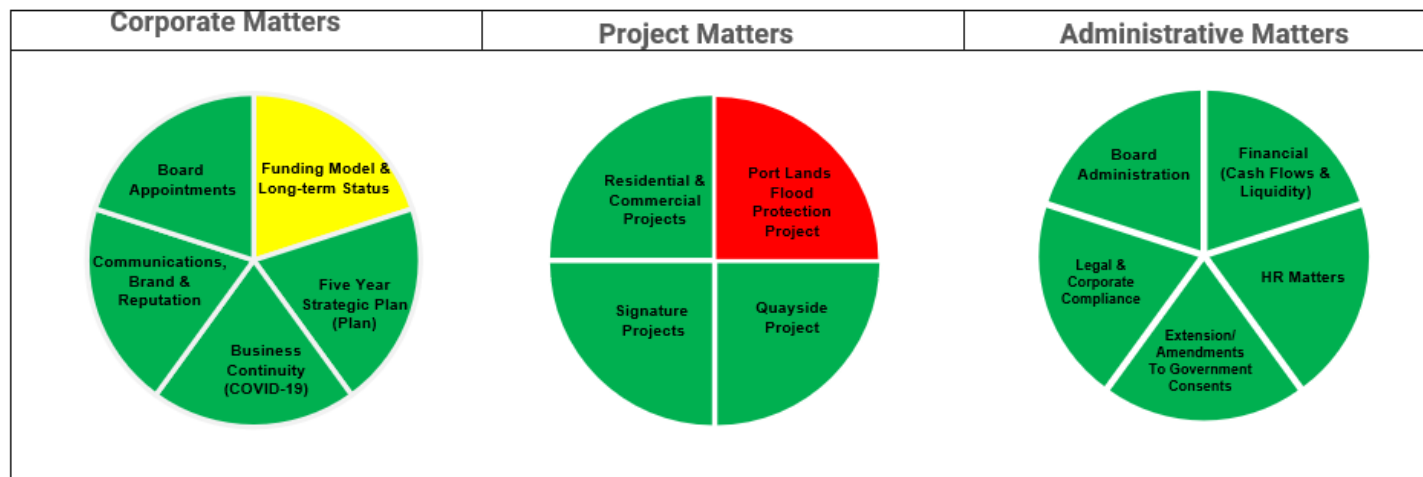 Corporate Matters
Project Matters
Administrative Matters
Board
Appointments
Funding Model &
Long-term Status
Communications,
Brand &
Reputation
Five Year
Strategic Plan
(Plan)
Business
Continuity
(COVID-19)
Residential &
Commercial
Projects
Port Lands
Flood
Protection
Project
Signature
Projects
Quayside
Project
Board
Administration
Financial
(Cash Flows &
Liquidity)
Legal &
Corporate
Compliance
HR Matters
Extension/
Amendments
To Government
Consents